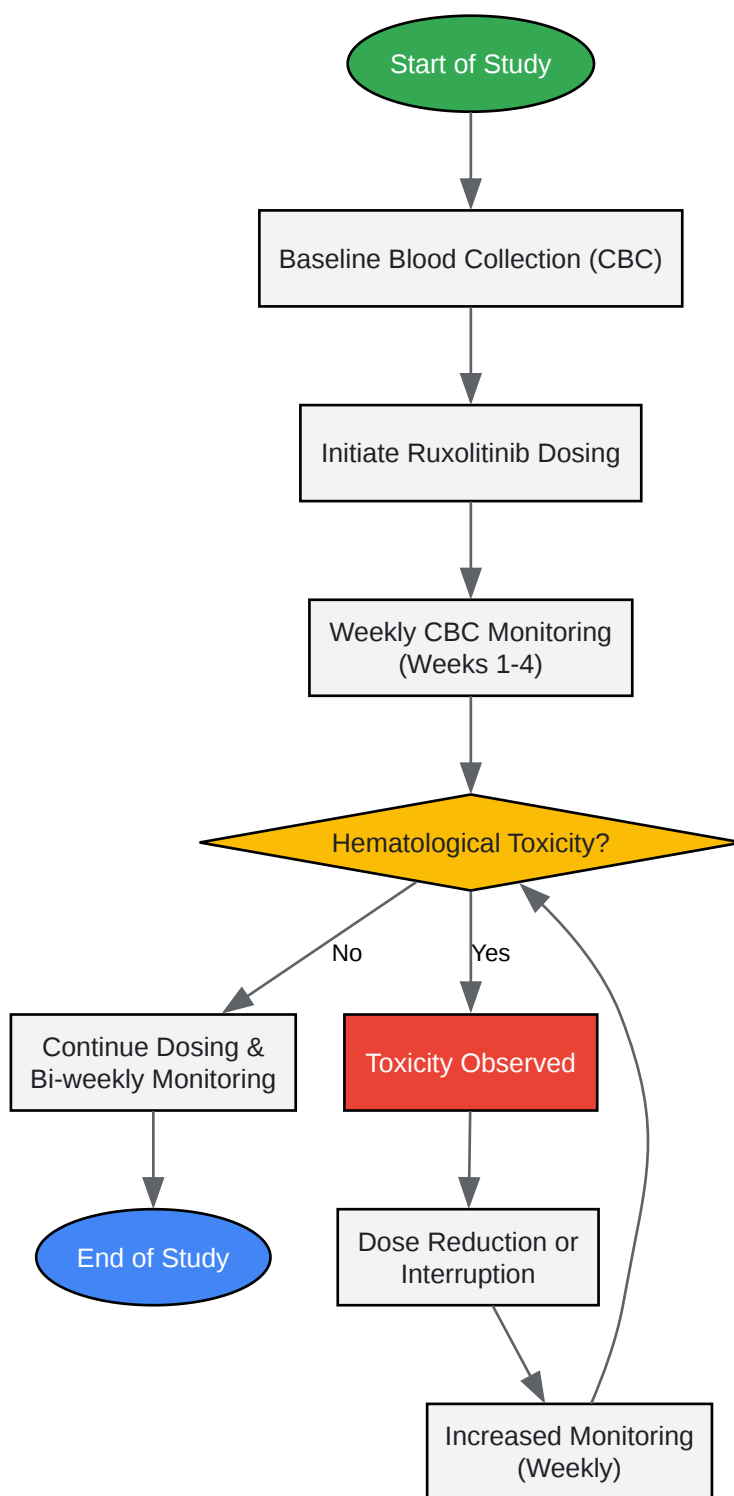 Start of Study
Baseline Blood Collection (CBC)
Initiate Ruxolitinib Dosing
Weekly CBC Monitoring
(Weeks 1-4)
Hematological Toxicity?
No
Yes
Continue Dosing &
Bi-weekly Monitoring
Toxicity Observed
End of Study
Dose Reduction or
Interruption
Increased Monitoring
(Weekly)